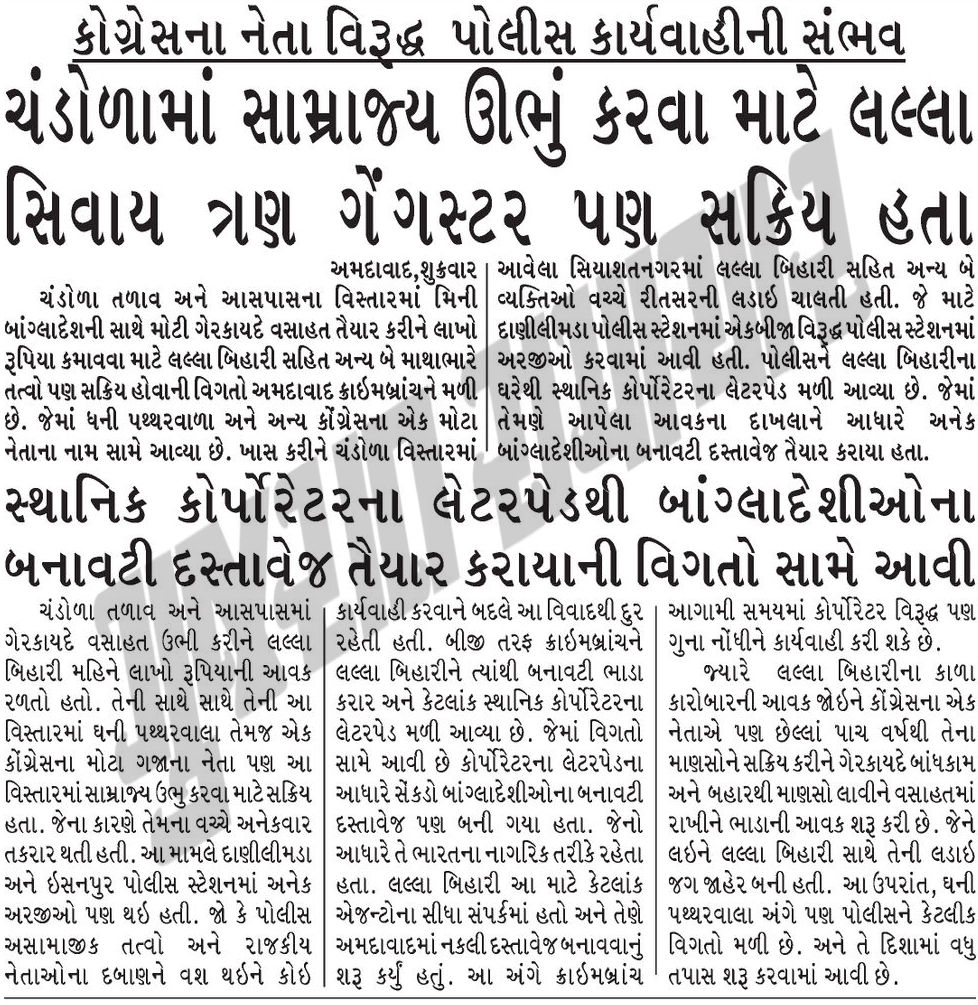 કોગ્રેસના નેતા વિરૂદ્ધ પોલીસ કાર્યવાહીની સંભવ
ચંડોળામાં સામ્રાજ્ય ઊભું કરવા માટે લલ્લા
સિવાય ત્રણ ગેંગસ્ટર પણ સક્રિય હતા
અમદાવાદ,શુક્રવાર
ચંડોળા તળાવ અને આસપાસના વિસ્તારમાં મિની
બાંગ્લાદેશની સાથે મોટી ગેરકાયદે વસાહત તૈયાર કરીને લાખો
રૂપિયા કમાવવા માટે લલ્લા બિહારી સહિત અન્ય બે માથાભારે
તત્વો પણ સક્રિય હોવાની વિગતો અમદાવાદ ક્રાઇમબ્રાંચને મળી
છે. જેમાં ધની પથ્થરવાળા અને અન્ય કોંગ્રેસના એક મોટા
નેતાના નામ સામે આવ્યા છે. ખાસ કરીને ચંડોળા વિસ્તારમાં
આવેલા સિયાશતનગરમાં લલ્લા બિહારી સહિત અન્ય બે
વ્યક્તિઓ વચ્ચે રીતસરની લડાઇ ચાલતી હતી. જે માટે
દાણીલીમડા પોલીસ સ્ટેશનમાં એકબીજા વિરૂદ્ધ પોલીસ સ્ટેશનમાં
અરજીઓ કરવામાં આવી હતી. પોલીસને લલ્લા બિહારીના
ઘરેથી સ્થાનિક કોર્પોરેટરના લેટરપેડ મળી આવ્યા છે. જેમાં
તેમણે આપેલા આવકના દાખલાને આધારે અનેક
બાંગ્લાદેશીઓના બનાવટી દસ્તાવેજ તૈયાર કરાયા હતા.
સ્થાનિક કોર્પોરેટરના લેટરપેડથી બાંગ્લાદેશીઓના
બનાવટી દસ્તાવેજ તૈયાર કરાયાની વિગતો સામે આવી
ચંડોળા તળાવ અને આસપાસમાં
ગેરકાયદે વસાહત ઉભી કરીને લલ્લા
બિહારી મહિને લાખો રૂપિયાની આવક
રળતો હતો. તેની સાથે સાથે તેની આ
વિસ્તારમાં ઘની પથ્થરવાલા તેમજ એક
કોંગ્રેસના મોટા ગજાના નેતા પણ આ
વિસ્તારમાં સામ્રાજ્ય ઉભુ કરવા માટે સક્રિય
હતા. જેના કારણે તેમના વચ્ચે અનેકવાર
તકરાર થતી હતી. આ મામલે દાણીલીમડા
અને ઇસનપુર પોલીસ સ્ટેશનમાં અનેક
અરજીઓ પણ થઇ હતી. જો કે પોલીસ
અસામાજીક તત્વો અને રાજકીય
નેતાઓના દબાણને વશ થઇને કોઇ
કાર્યવાહી કરવાને બદલે આ વિવાદથી દુર
રહેતી હતી. બીજી તરફ ક્રાઇમબ્રાંચને
લલ્લા બિહારીને ત્યાંથી બનાવટી ભાડા
કરાર અને કેટલાંક સ્થાનિક કોર્પોરેટરના
લેટરપેડ મળી આવ્યા છે. જેમાં વિગતો
સામે આવી છે કોર્પોરેટરના લેટરપેડના
આધારે સેંકડો બાંગ્લાદેશીઓના બનાવટી
દસ્તાવેજ પણ બની ગયા હતા. જેનો
આધારે તે ભારતના નાગરિક તરીકે રહેતા
હતા. લલ્લા બિહારી આ માટે કેટલાંક
એજન્ટોના સીધા સંપર્કમાં હતો અને તેણે
અમદાવાદમાં નકલી દસ્તાવેજ બનાવવાનું
શરૂ કર્યું હતું. આ અંગે ક્રાઇમબ્રાંચ
આગામી સમયમાં કોર્પોરેટર વિરૂદ્ધ પણ
ગુના નોંધીને કાર્યવાહી કરી શકે છે.
જ્યારે લલ્લા બિહારીના કાળા
કારોબારની આવક જોઇને કોંગ્રેસના એક
નેતાએ પણ છેલ્લાં પાચ વર્ષથી તેના
માણસોને સક્રિય કરીને ગેરકાયદે બાંધકામ
અને બહારથી માણસો લાવીને વસાહતમાં
રાખીને ભાડાની આવક શરૂ કરી છે. જેને
લઇને લલ્લા બિહારી સાથે તેની લડાઇ
જગ જાહેર બની હતી. આ ઉપરાંત, ઘની
પથ્થરવાલા અંગે પણ પોલીસને કેટલીક
વિગતો મળી છે. અને તે દિશામાં વધુ
તપાસ શરૂ કરવામાં આવી છે.
ગુજરાત સમાચાર